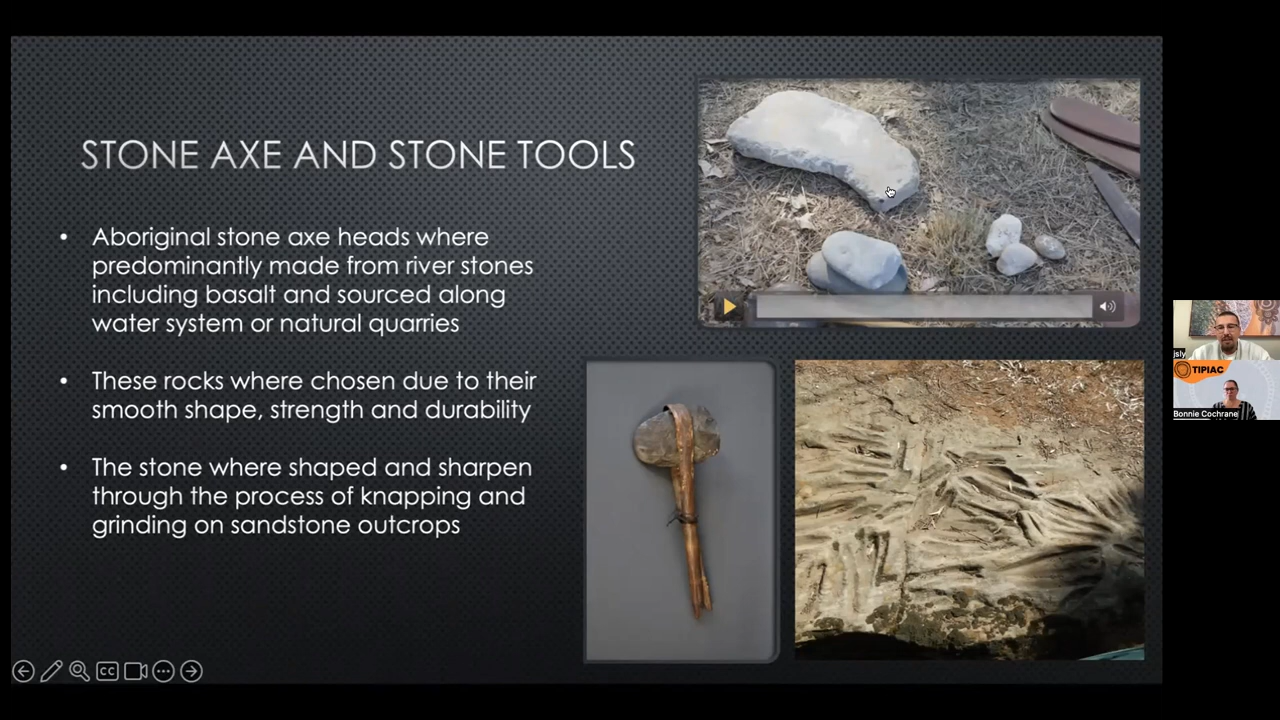 STONE AXE AND STONE TOOLS
• Aboriginal stone axe heads where
predominantly made from river stones
including basalt and sourced along
water system or natural quarries
• These rocks where chosen due to their
smooth shape, strength and durability
• The stone where shaped and sharpen
through the process of knapping and
grinding on sandstone outcrops
CC
jsly
TIPIAC
Bonnie Cochrane